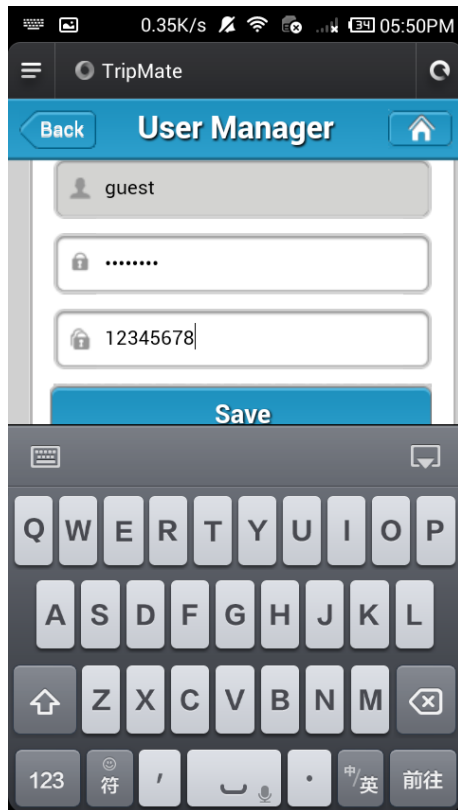 0.35K/s 34 05:50PM
TripMate
Back User Manager
guest
••••••••
12345678
Save
Q W E R T Y U I O P
A S D F G H J K L
Z X C V B N M
123 符 , . 中/英 前往